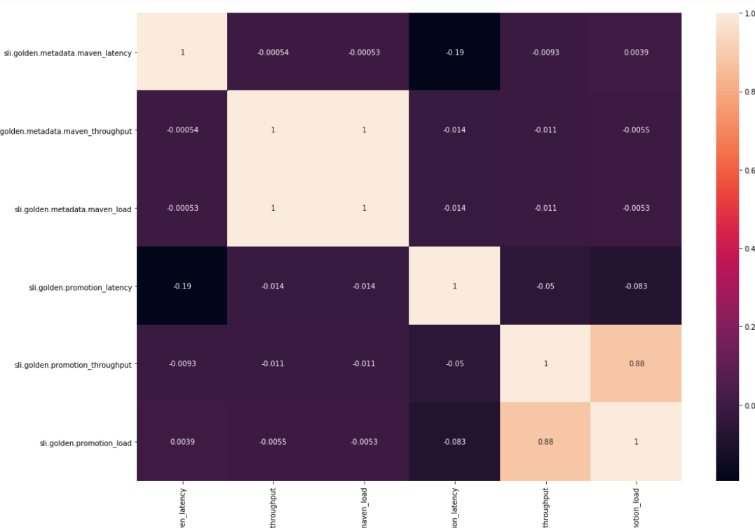 sli.golden.metadata.maven_latency 1 -0.00054 -0.00053 -0.19 -0.0093 0.0039
golden.metadata.maven_throughput -0.00054 1 1 -0.014 -0.011 -0.0055
sli.golden.metadata.maven_load -0.00053 1 1 -0.014 -0.011 -0.0053
sli.golden.promotion_latency -0.19 -0.014 -0.014 1 -0.05 -0.083
sli.golden.promotion_throughput -0.0093 -0.011 -0.011 -0.05 1 0.88
sli.golden.promotion_load 0.0039 -0.0055 -0.0053 -0.083 0.88 1
en_latency
throughput
naven_load
ion_latency
throughput
notion_load
1.0
0.8
0.6
0.4
0.2
0.0